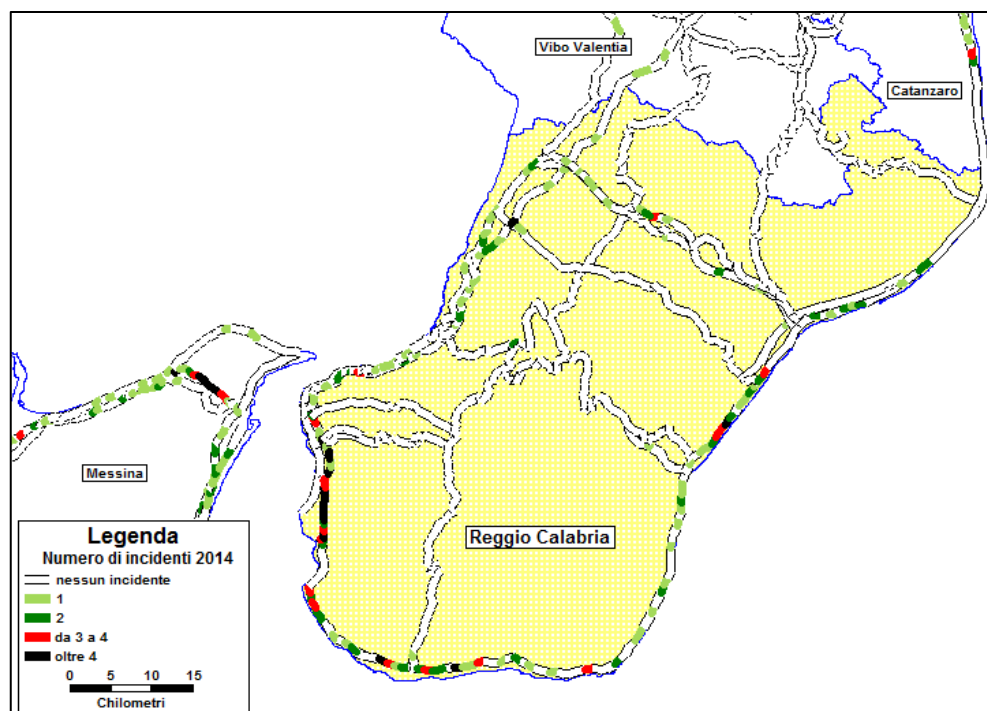 Vibo Valentia
Catanzaro
Messina
Reggio Calabria
Legenda
Numero di incidenti 2014
nessun incidente
1
2
da 3 a 4
oltre 4
0 5 10 15
Chilometri